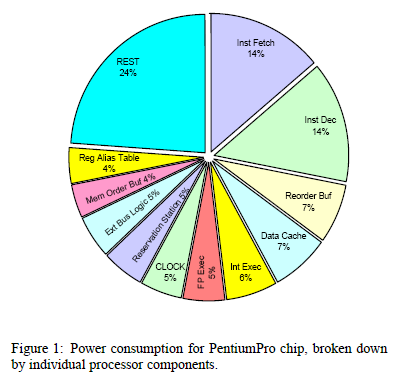 REST
24%
Inst Fetch
14%
Inst Dec
14%
Reorder Buf
7%
Data Cache
7%
Int Exec
6%
FP Exec
5%
CLOCK
5%
Reservation Station 5%
Ext Bus Logic 5%
Mem Order Buf 4%
Reg Alias Table
4%
Figure 1: Power consumption for PentiumPro chip, broken down
by individual processor components.